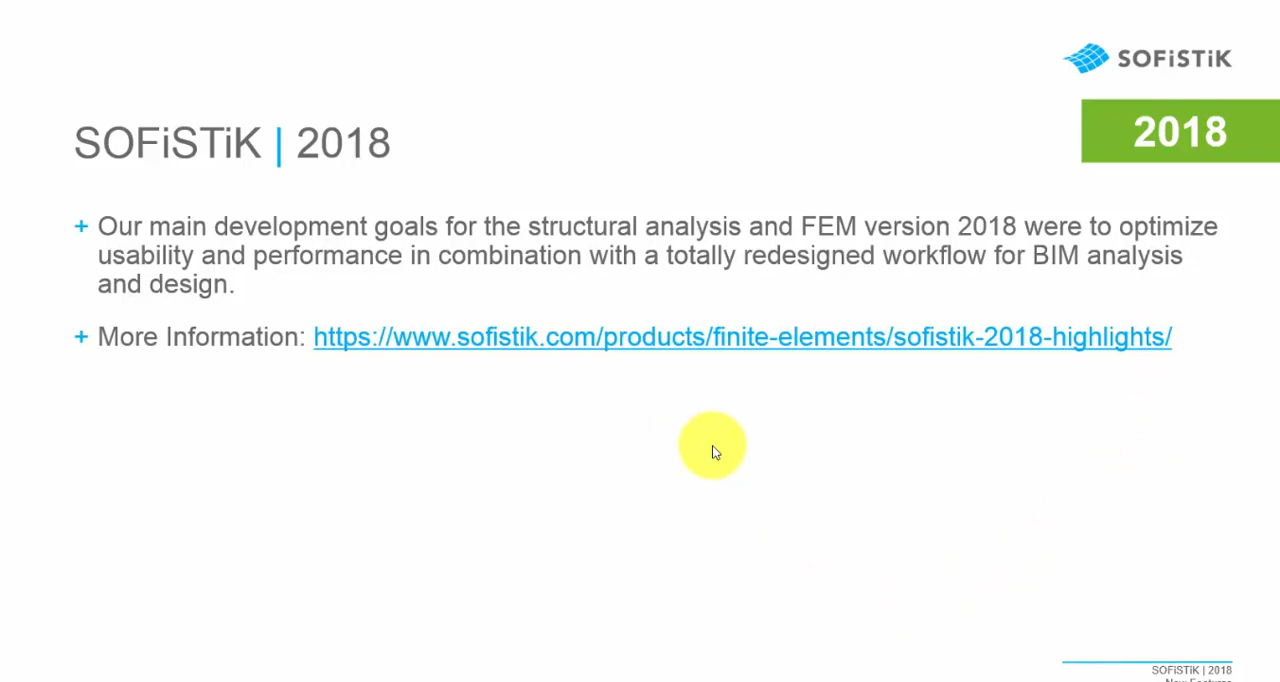 SOFiSTiK
2018
SOFiSTiK | 2018
+ Our main development goals for the structural analysis and FEM version 2018 were to optimize
usability and performance in combination with a totally redesigned workflow for BIM analysis
and design.
+ More Information: https://www.sofistik.com/products/finite-elements/sofistik-2018-highlights/
SOFiSTiK | 2018
New Features